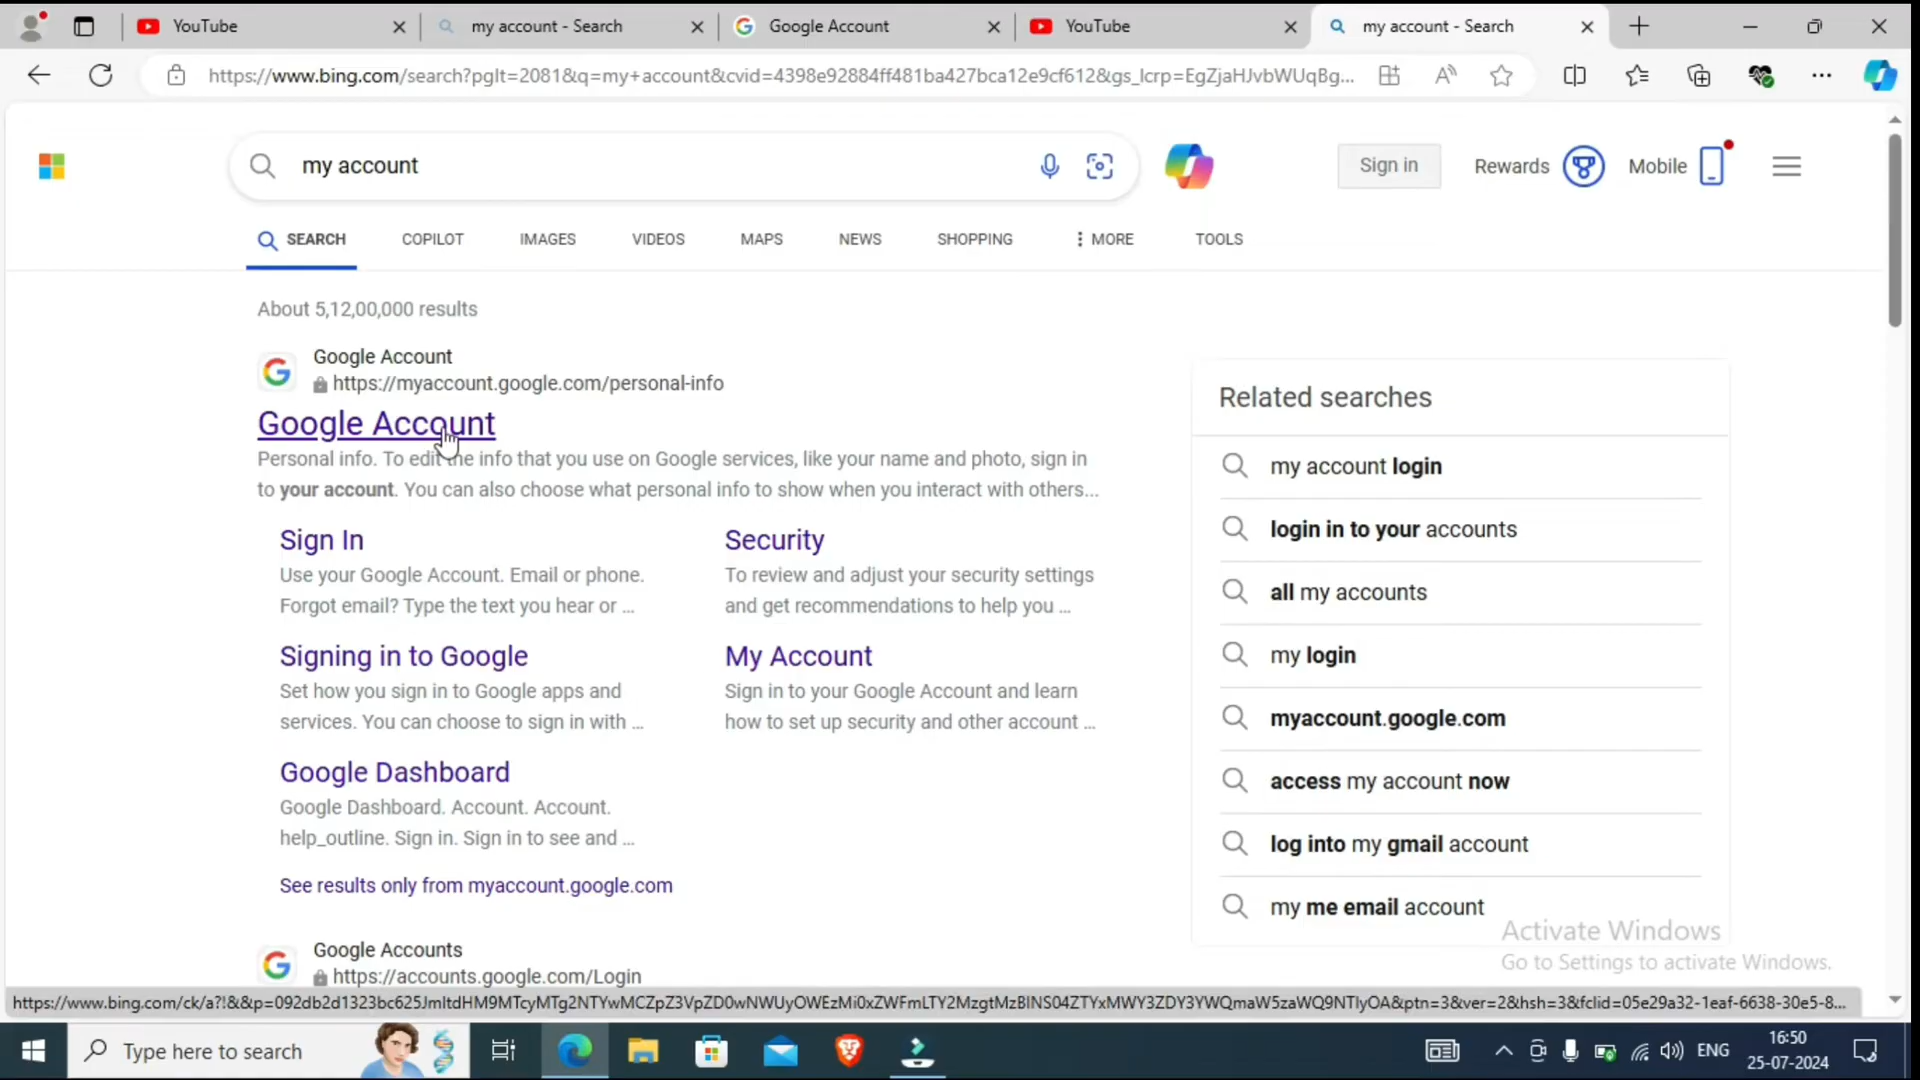 YouTube
my account - Search
Google Account
YouTube
my account - Search
https://www.bing.com/search?pglt=2081&q=my+account&cvid=4398e92884ff481ba427bca12e9cf612&gs_lcrp=EgZjaHJvbWUqBg...
my account
Sign in
Rewards
Mobile
SEARCH
COPILOT
IMAGES
VIDEOS
MAPS
NEWS
SHOPPING
MORE
TOOLS
About 5,12,00,000 results
Google Account
https://myaccount.google.com/personal-info
Google Account
Personal info. To edit the info that you use on Google services, like your name and photo, sign in
to your account. You can also choose what personal info to show when you interact with others...
Sign In
Use your Google Account. Email or phone.
Forgot email? Type the text you hear or ...
Security
To review and adjust your security settings
and get recommendations to help you ...
Signing in to Google
Set how you sign in to Google apps and
services. You can choose to sign in with ...
My Account
Sign in to your Google Account and learn
how to set up security and other account ...
Google Dashboard
Google Dashboard. Account. Account.
help_outline. Sign in. Sign in to see and ...
See results only from myaccount.google.com
Google Accounts
https://accounts.google.com/Login
Related searches
my account login
login in to your accounts
all my accounts
my login
myaccount.google.com
access my account now
log into my gmail account
my me email account
Activate Windows
Go to Settings to activate Windows.
Type here to search
ENG
16:50
25-07-2024